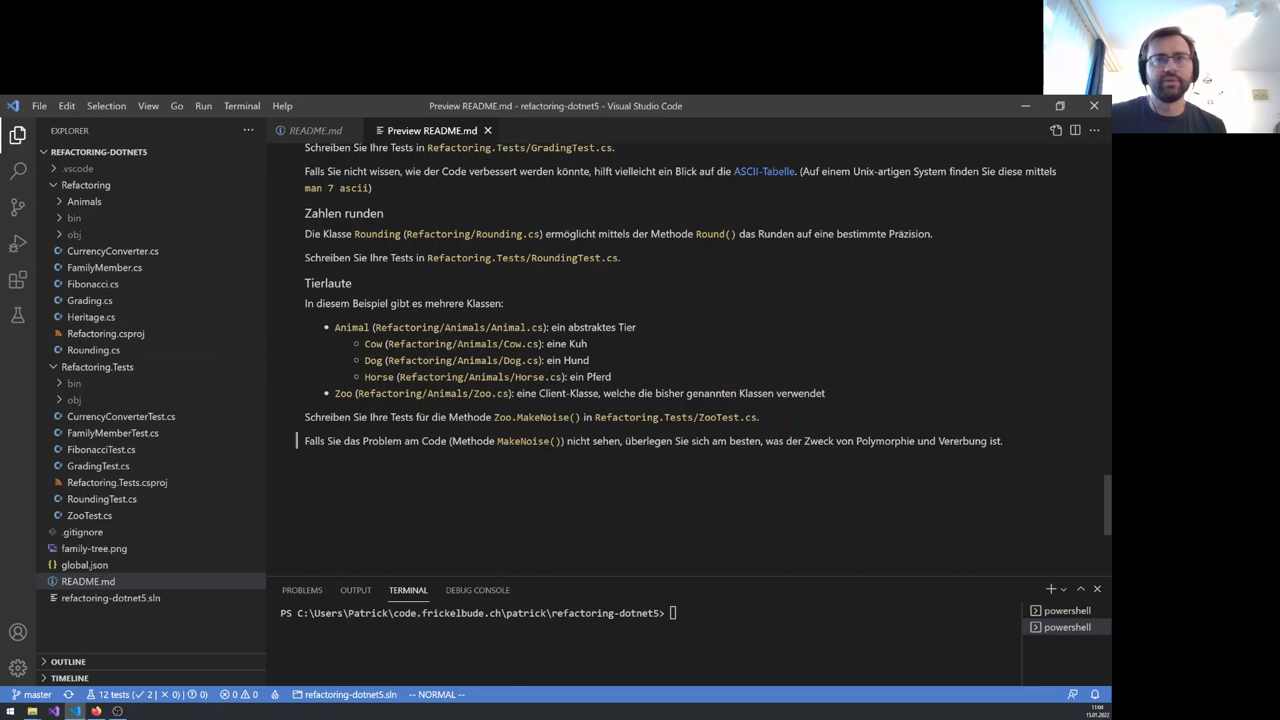 File Edit Selection View Go Run Terminal Help
Preview README.md - refactoring-dotnet5 - Visual Studio Code
EXPLORER
README.md
Preview README.md
REFACTORING-DOTNET5
.vscode
Refactoring
Animals
bin
obj
CurrencyConverter.cs
FamilyMember.cs
Fibonacci.cs
Grading.cs
Heritage.cs
Refactoring.csproj
Rounding.cs
Refactoring.Tests
bin
obj
CurrencyConverterTest.cs
FamilyMemberTest.cs
FibonacciTest.cs
GradingTest.cs
Refactoring.Tests.csproj
RoundingTest.cs
ZooTest.cs
.gitignore
family-tree.png
global.json
README.md
refactoring-dotnet5.sln
OUTLINE
TIMELINE
Schreiben Sie Ihre Tests in Refactoring.Tests/GradingTest.cs.
Falls Sie nicht wissen, wie der Code verbessert werden könnte, hilft vielleicht ein Blick auf die ASCII-Tabelle. (Auf einem Unix-artigen System finden Sie diese mittels
man 7 ascii)
Zahlen runden
Die Klasse Rounding (Refactoring/Rounding.cs) ermöglicht mittels der Methode Round() das Runden auf eine bestimmte Präzision.
Schreiben Sie Ihre Tests in Refactoring.Tests/RoundingTest.cs.
Tierlaute
In diesem Beispiel gibt es mehrere Klassen:
• Animal (Refactoring/Animals/Animal.cs): ein abstraktes Tier
Cow (Refactoring/Animals/Cow.cs): eine Kuh
Dog (Refactoring/Animals/Dog.cs): ein Hund
Horse (Refactoring/Animals/Horse.cs): ein Pferd
• Zoo (Refactoring/Animals/Zoo.cs): eine Client-Klasse, welche die bisher genannten Klassen verwendet
Schreiben Sie Ihre Tests für die Methode Zoo.MakeNoise() in Refactoring.Tests/ZooTest.cs.
Falls Sie das Problem am Code (Methode MakeNoise()) nicht sehen, überlegen Sie sich am besten, was der Zweck von Polymorphie und Vererbung ist.
PROBLEMS OUTPUT TERMINAL DEBUG CONSOLE
PS C:\Users\Patrick\code.frickelbude.ch\patrick\refactoring-dotnet5>
powershell
powershell
master 12 tests (✓ 2 | × 0) | 0) 0 0 refactoring-dotnet5.sln -- NORMAL --
11:04
15.01.2022